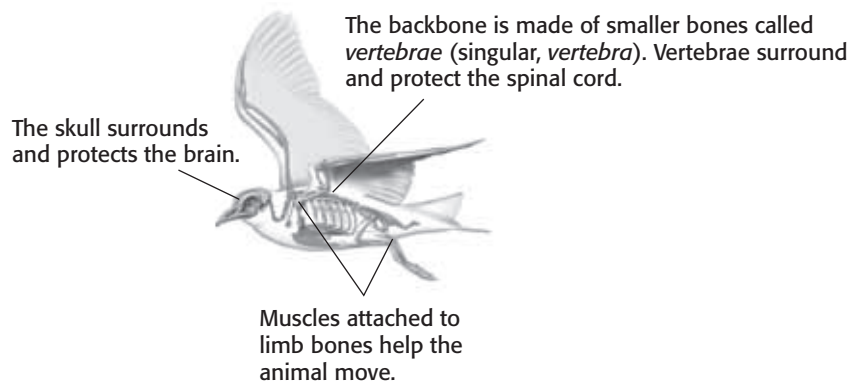 The backbone is made of smaller bones called
vertebrae (singular, vertebra). Vertebrae surround
and protect the spinal cord.
The skull surrounds
and protects the brain.
Muscles attached to
limb bones help the
animal move.